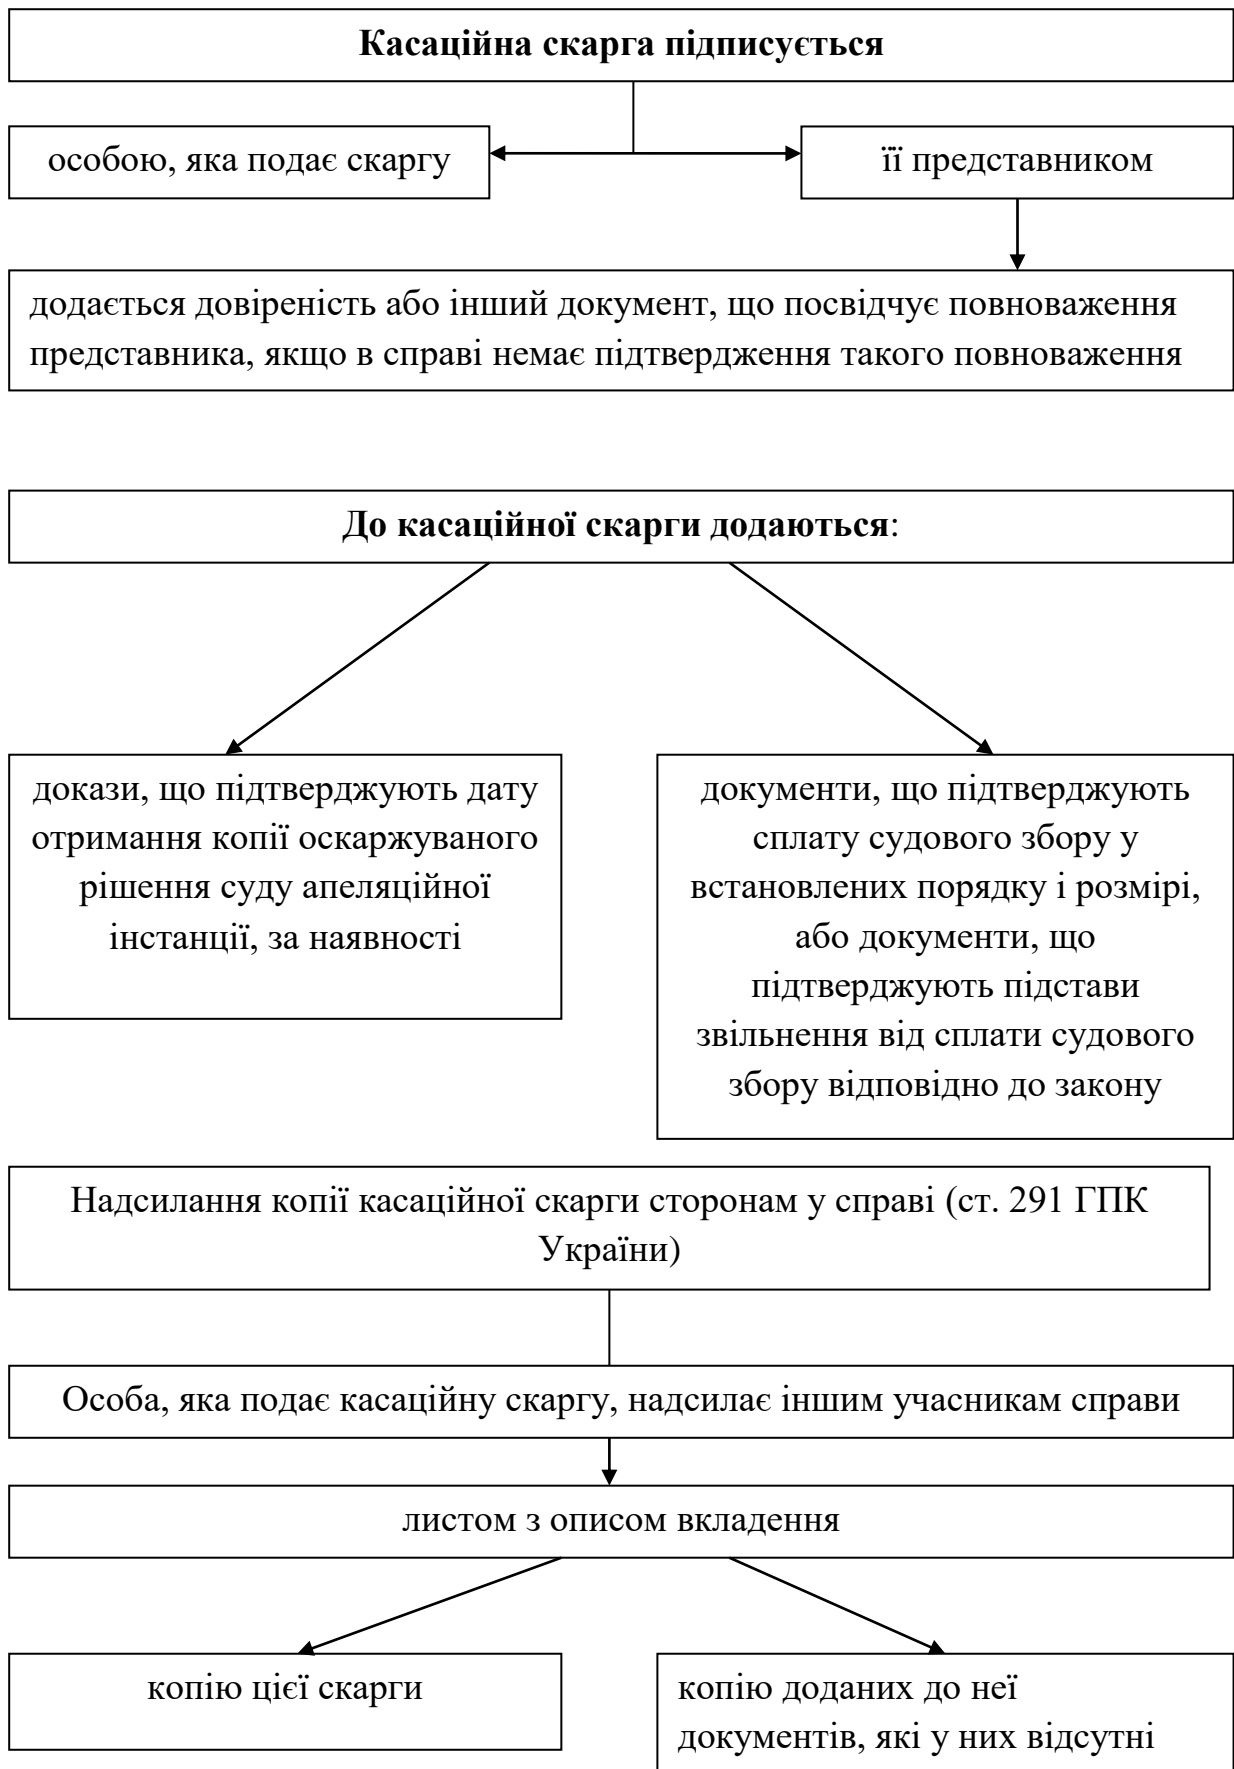 Касаційна скарга підписується
особою, яка подає скаргу
її представником
додається довіреність або інший документ, що посвідчує повноваження
представника, якщо в справі немає підтвердження такого повноваження
До касаційної скарги додаються:
докази, що підтверджують дату
отримання копії оскаржуваного
рішення суду апеляційної
інстанції, за наявності
документи, що підтверджують
сплату судового збору у
встановлених порядку і розмірі,
або документи, що
підтверджують підстави
звільнення від сплати судового
збору відповідно до закону
Надсилання копії касаційної скарги сторонам у справі (ст. 291 ГПК
України)
Особа, яка подає касаційну скаргу, надсилає іншим учасникам справи
листом з описом вкладення
копію цієї скарги
копію доданих до неї
документів, які у них відсутні